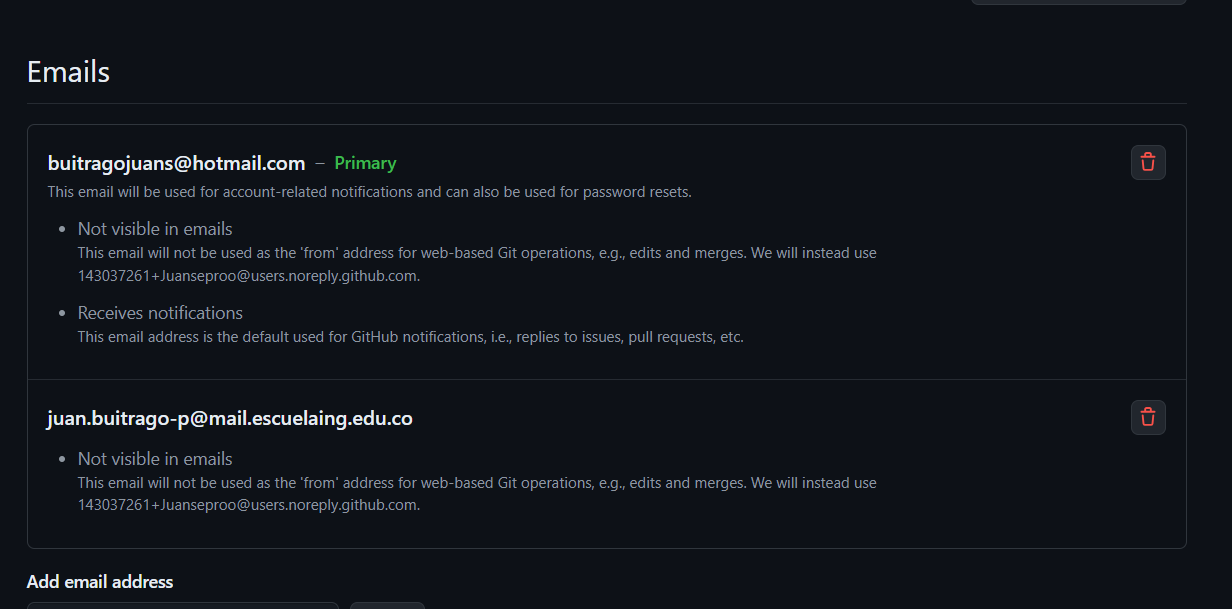 Emails
buitragojuans@hotmail.com – Primary
This email will be used for account-related notifications and can also be used for password resets.
• Not visible in emails
This email will not be used as the 'from' address for web-based Git operations, e.g., edits and merges. We will instead use
143037261+Juanseproo@users.noreply.github.com.
• Receives notifications
This email address is the default used for GitHub notifications, i.e., replies to issues, pull requests, etc.
juan.buitrago-p@mail.escuelaing.edu.co
• Not visible in emails
This email will not be used as the 'from' address for web-based Git operations, e.g., edits and merges. We will instead use
143037261+Juanseproo@users.noreply.github.com.
Add email address